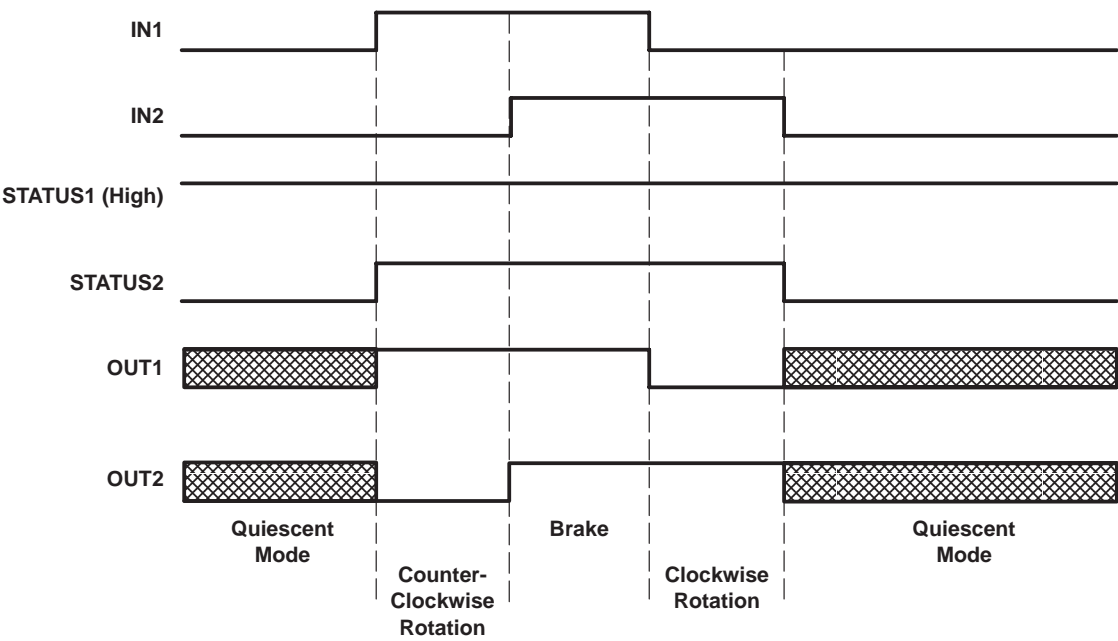 IN1
IN2
STATUS1 (High)
STATUS2
OUT1
OUT2
Quiescent
Mode
Counter-
Clockwise
Rotation
Brake
Clockwise
Rotation
Quiescent
Mode